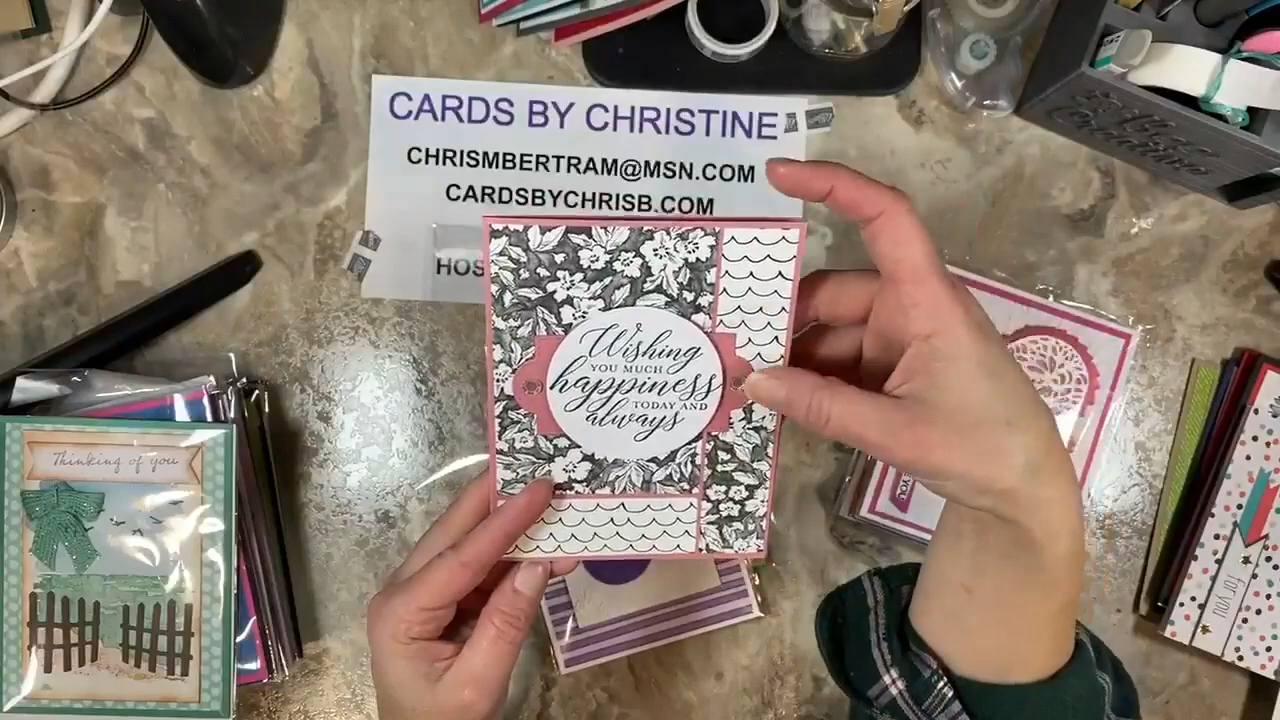 CARDS BY CHRISTINE
CHRISMBERTRAM@MSN.COM
CARDSBYCHRISB.COM
HOS
Wishing
YOU MUCH
happiness
TODAY AND
always
Thinking of you
for you